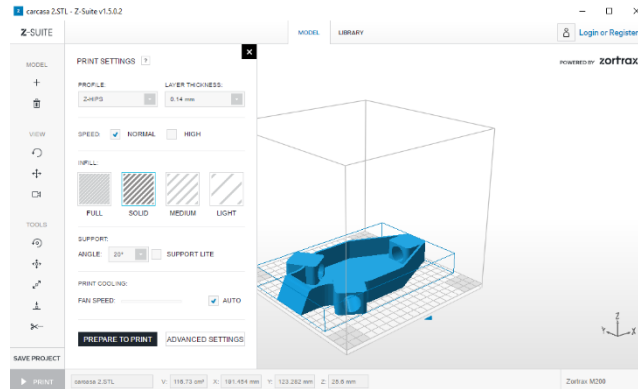 carcasa 2.STL - Z-Suite v1.5.0.2
Z-SUITE
MODEL LIBRARY
Login or Register
POWERED BY zortrax
MODEL
VIEW
TOOLS
SAVE PROJECT
PRINT
PRINT SETTINGS ?
PROFILE: LAYER THICKNESS:
Z-HIPS 0.14 mm
SPEED: NORMAL HIGH
INFILL:
FULL SOLID MEDIUM LIGHT
SUPPORT:
ANGLE: 20° SUPPORT LITE
PRINT COOLING:
FAN SPEED: AUTO
PREPARE TO PRINT ADVANCED SETTINGS
Z
Y X
carcasa 2.STL V: 116.73 cm³ X: 181.454 mm Y: 123.282 mm Z: 25.6 mm Zortrax M200